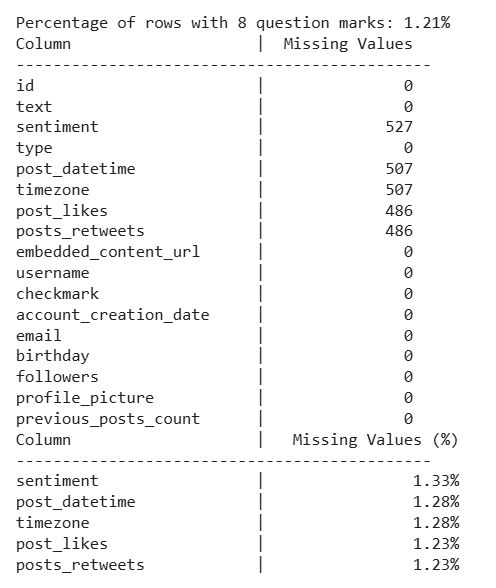 Percentage of rows with 8 question marks: 1.21%
Column                    |  Missing Values
---------------------------------------------
id                        |               0
text                      |               0
sentiment                 |             527
type                      |               0
post_datetime             |             507
timezone                  |             507
post_likes                |             486
posts_retweets            |             486
embedded_content_url      |               0
username                  |               0
checkmark                 |               0
account_creation_date     |               0
email                     |               0
birthday                  |               0
followers                 |               0
profile_picture           |               0
previous_posts_count      |               0
Column                    |   Missing Values (%)
---------------------------------------------
sentiment                 |                1.33%
post_datetime             |                1.28%
timezone                  |                1.28%
post_likes                |                1.23%
posts_retweets            |                1.23%